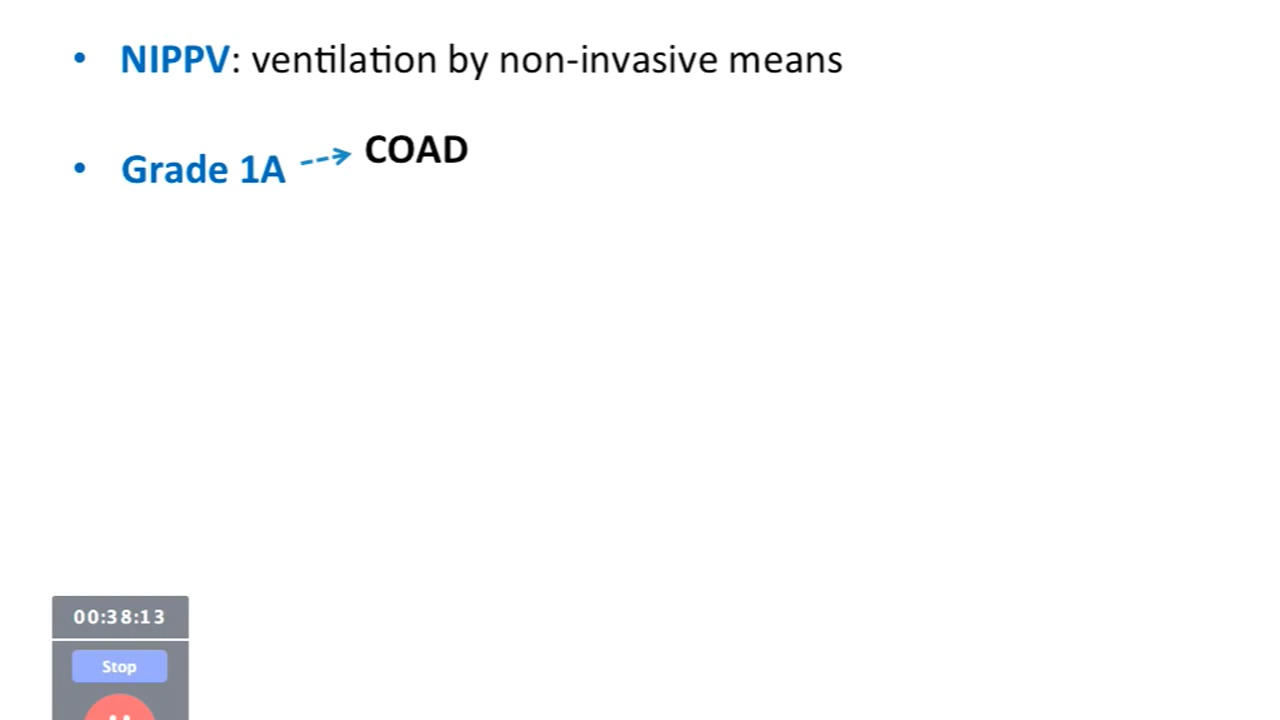 • NIPPV: ventilation by non-invasive means
• Grade 1A COAD
00:38:13
Stop